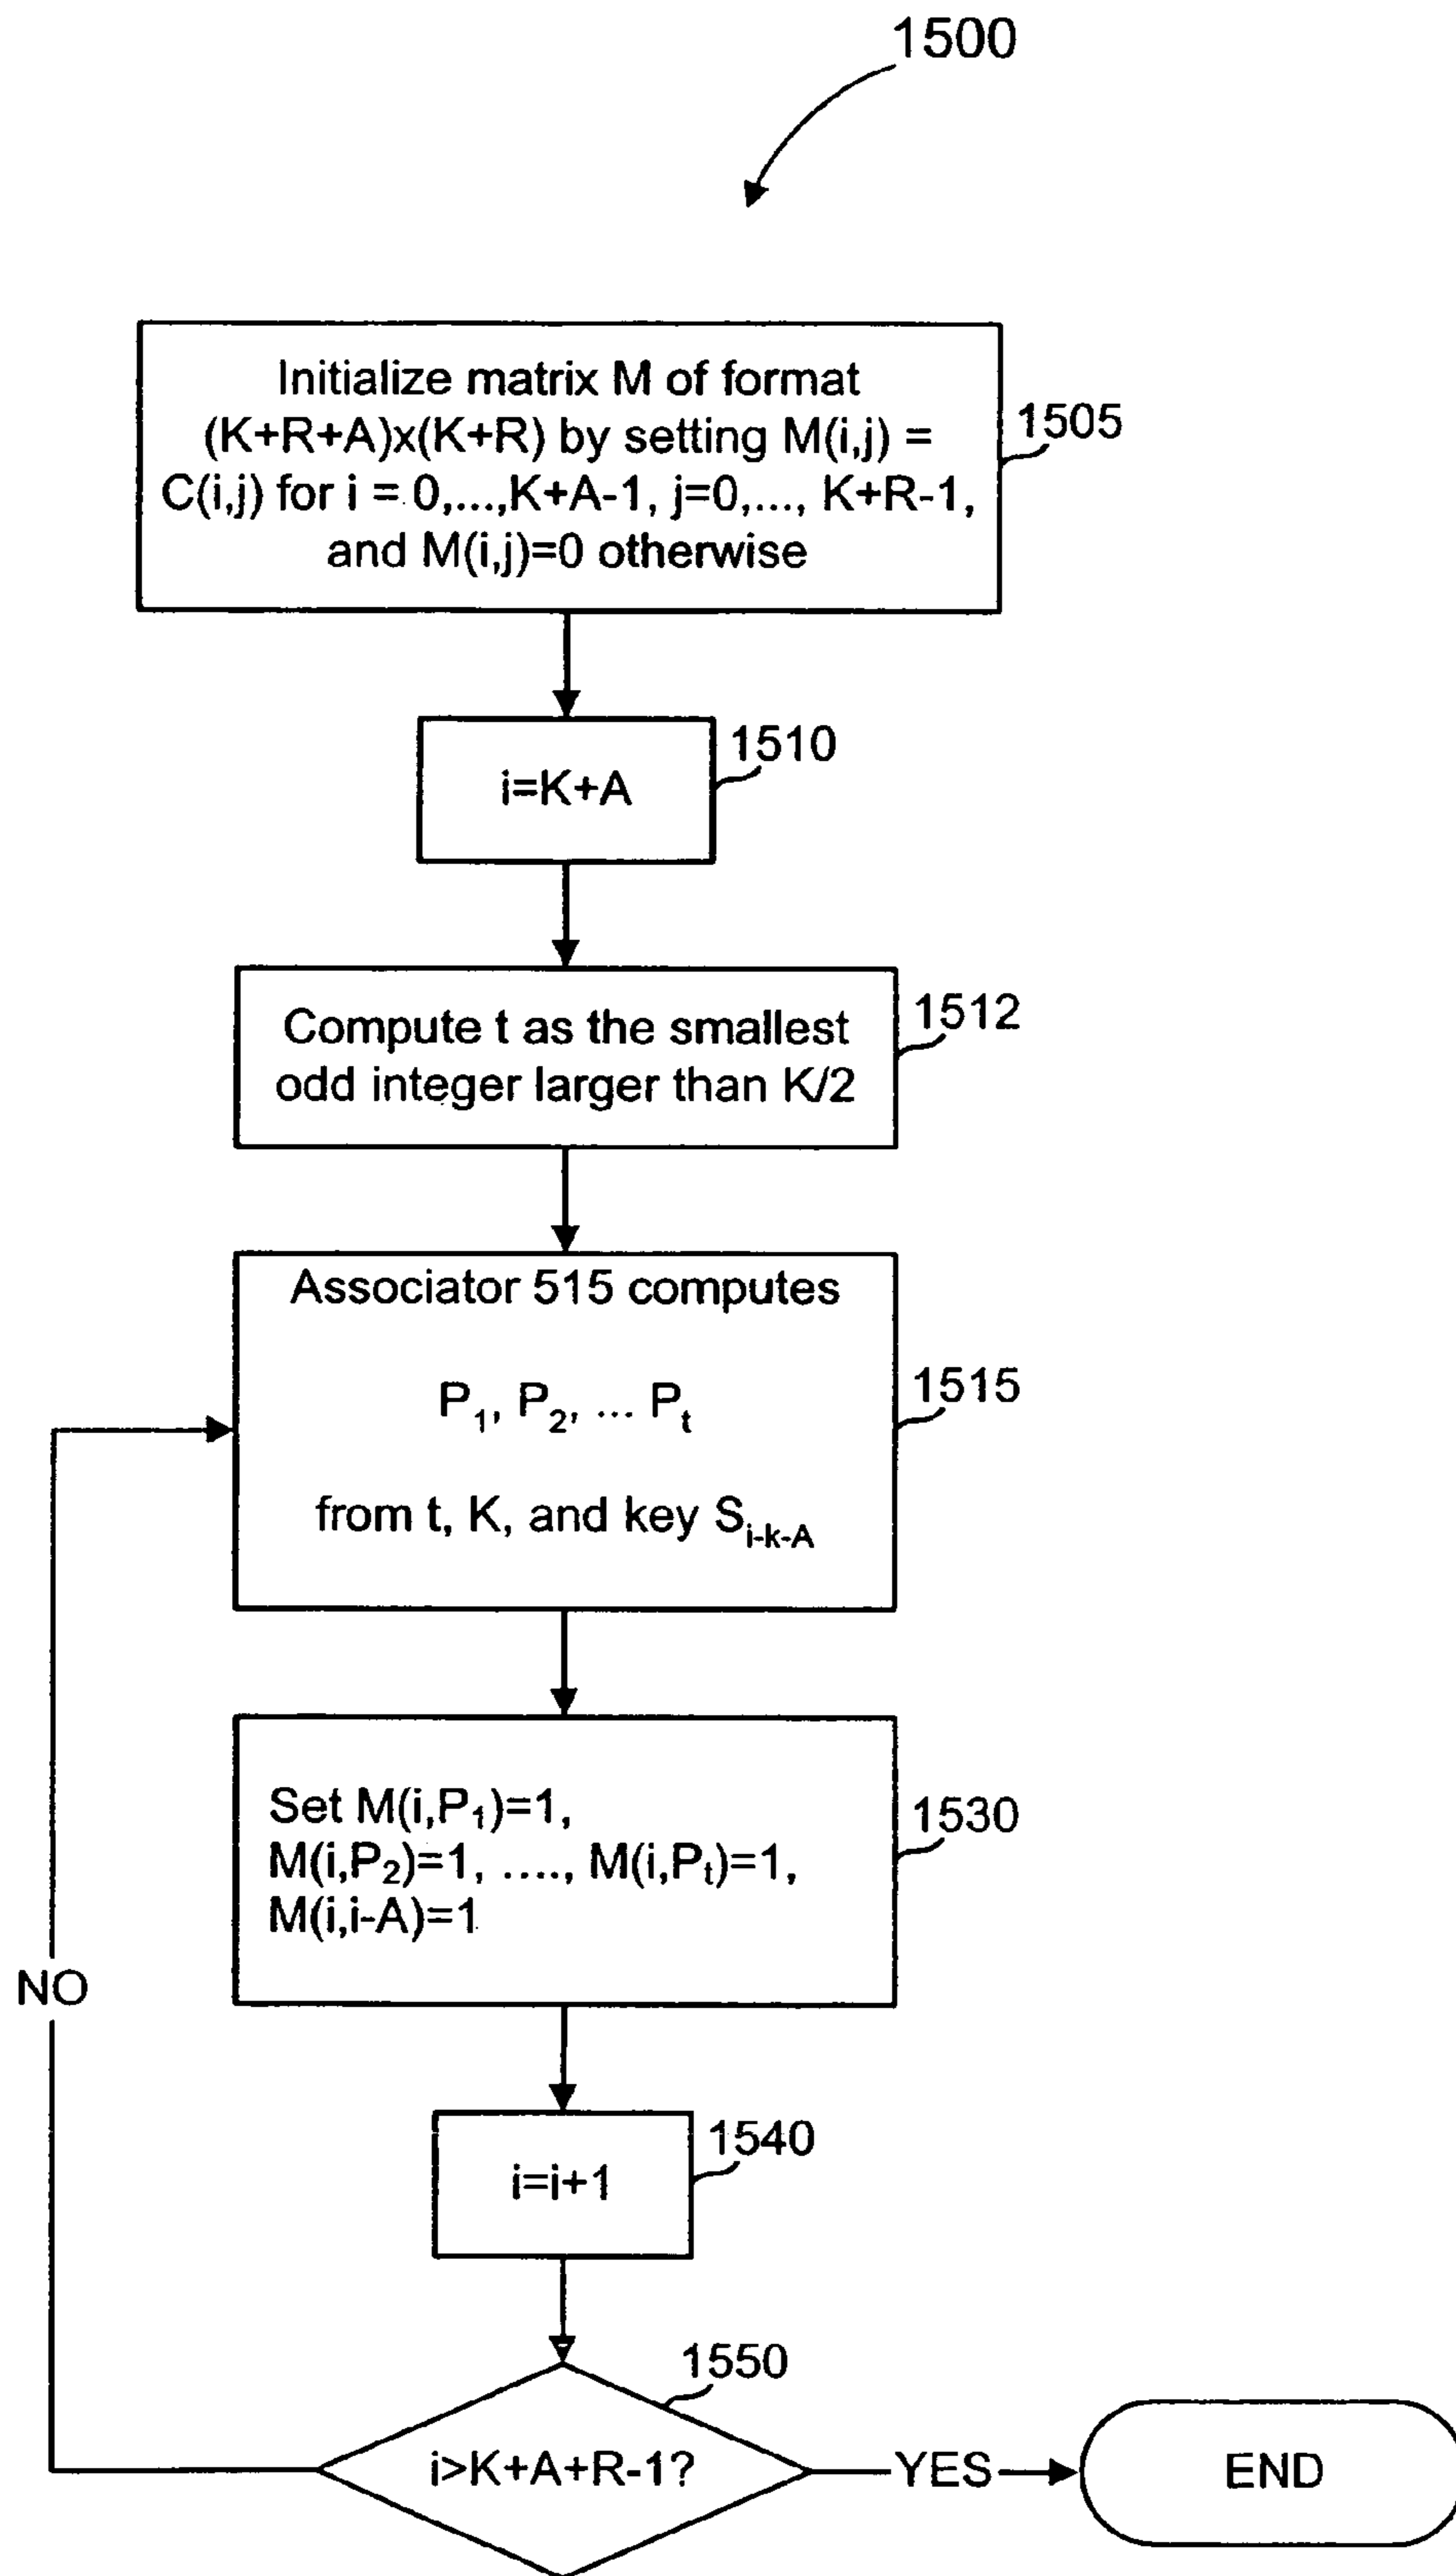 1500
Initialize matrix M of format
(K+R+A)x(K+R) by setting M(i,j) =
C(i,j) for i = 0,...,K+A-1, j=0,..., K+R-1,
and M(i,j)=0 otherwise
1505
i=K+A
1510
Compute t as the smallest
odd integer larger than K/2
1512
Associator 515 computes
P₁, P₂, ... Pₜ
from t, K, and key S_{i-k-A}
1515
Set M(i,P₁)=1,
M(i,P₂)=1, ...., M(i,Pₜ)=1,
M(i,i-A)=1
1530
NO
i=i+1
1540
i>K+A+R-1?
1550
YES
END